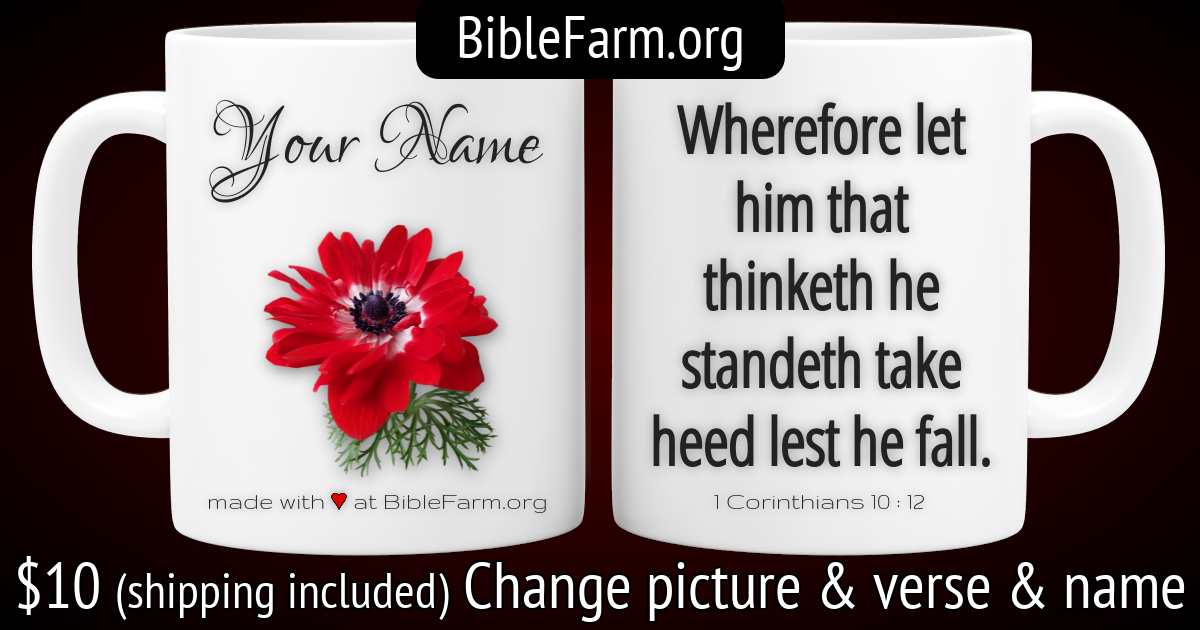 BibleFarm.org
Your Name
made with ♥ at BibleFarm.org
Wherefore let
him that
thinketh he
standeth take
heed lest he fall.
1 Corinthians 10 : 12
$10 (shipping included) Change picture & verse & name